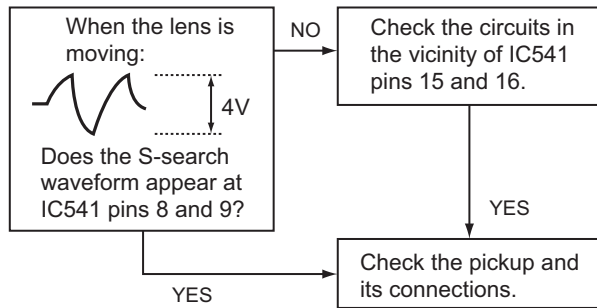 When the lens is
moving:
4V
Does the S-search
waveform appear at
IC541 pins 8 and 9?
NO
Check the circuits in
the vicinity of IC541
pins 15 and 16.
YES
YES
Check the pickup and
its connections.